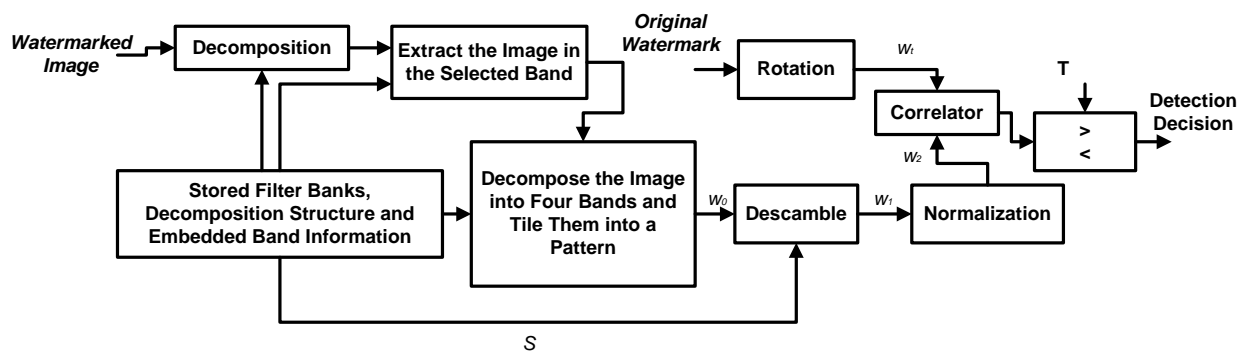 Watermarked
Image
Decomposition
Extract the Image in
the Selected Band
Original
Watermark
Rotation
Wt
T
Correlator
>
<
Detection
Decision
Stored Filter Banks,
Decomposition Structure and
Embedded Band Information
Decompose the Image
into Four Bands and
Tile Them into a
Pattern
W0
Descamble
W1
Normalization
W2
S